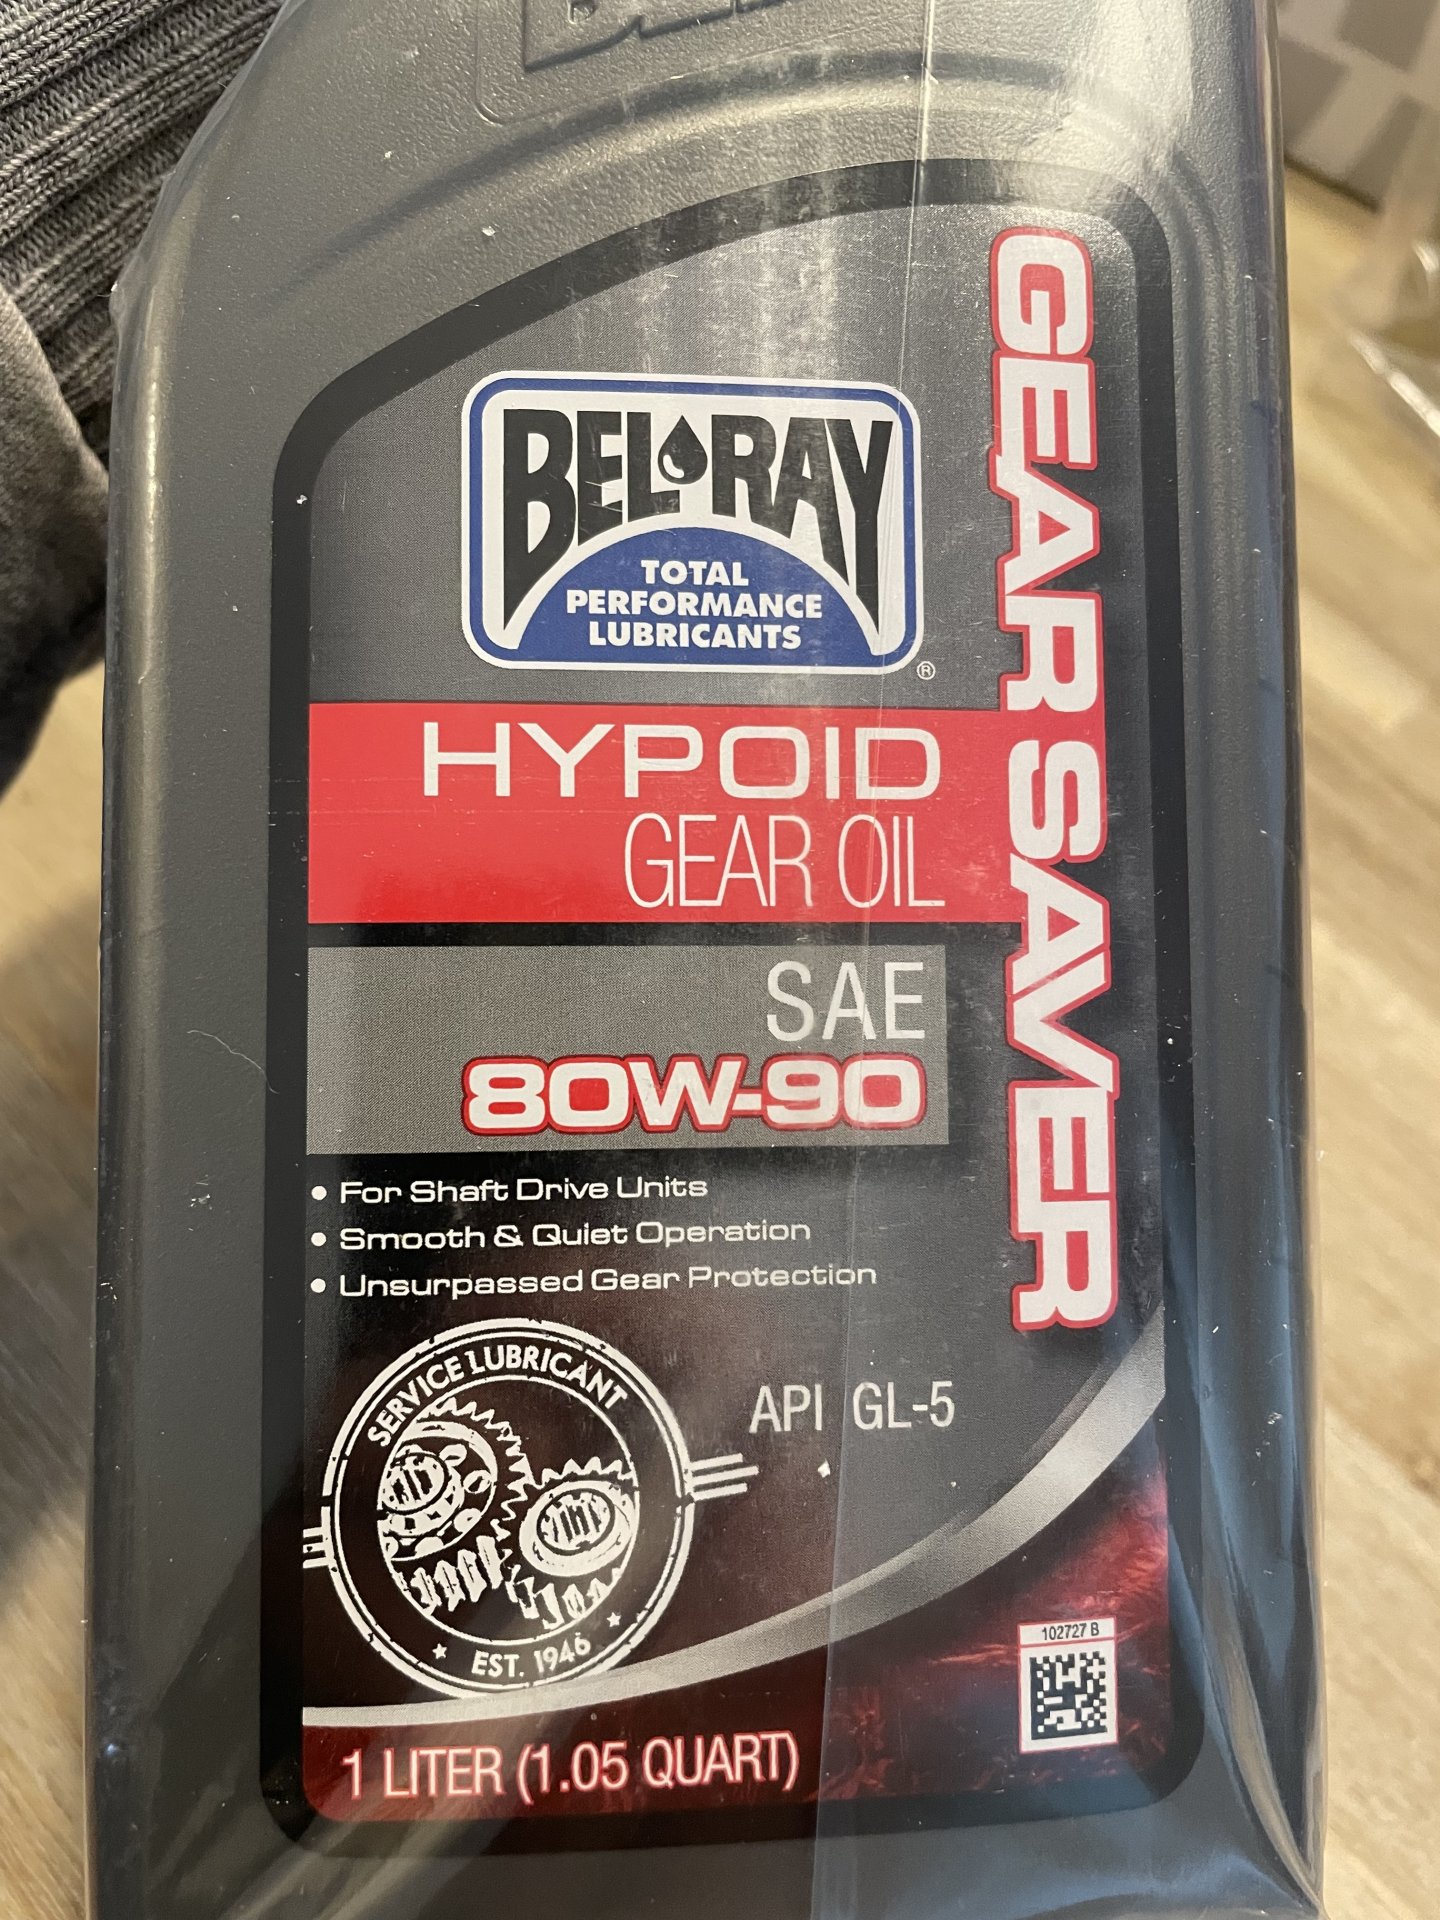 BEL RAY
TOTAL
PERFORMANCE
LUBRICANTS
®
GEAR SAVER
HYPOID
GEAR OIL
SAE
80W-90
• For Shaft Drive Units
• Smooth & Quiet Operation
• Unsurpassed Gear Protection
SERVICE LUBRICANT
EST. 1946
API GL-5
102727 B
1 LITER (1.05 QUART)